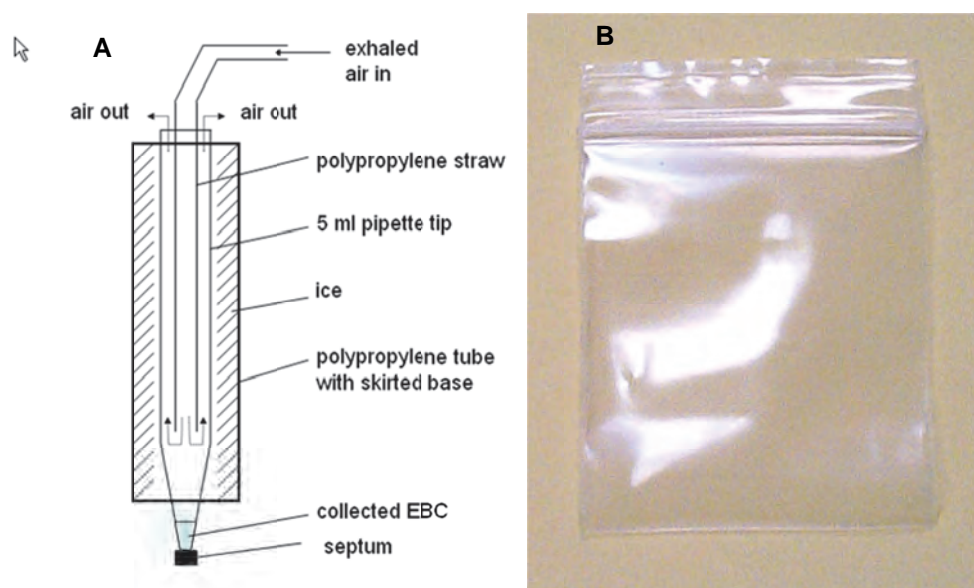 A
B
exhaled
air in
air out
air out
polypropylene straw
5 ml pipette tip
ice
polypropylene tube
with skirted base
collected EBC
septum